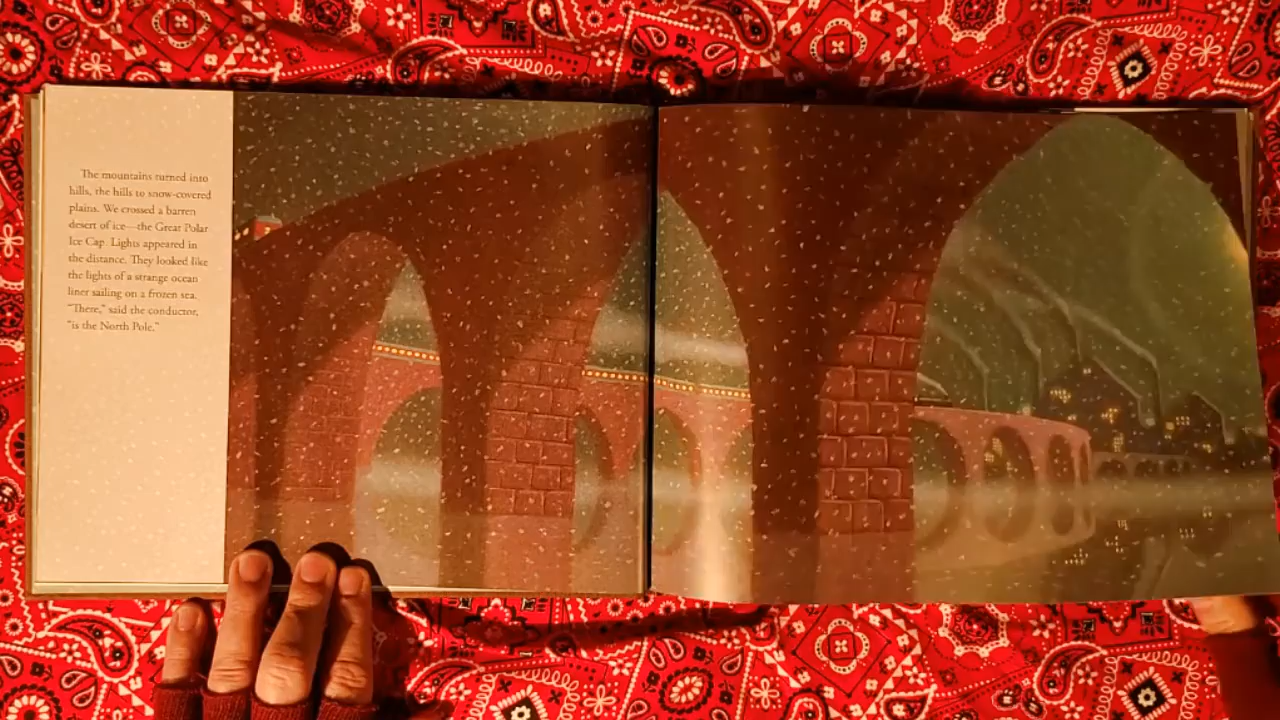 The mountains turned into
hills, the hills to snow-covered
plains. We crossed a barren
desert of ice—the Great Polar
Ice Cap. Lights appeared in
the distance. They looked like
the lights of a strange ocean
liner sailing on a frozen sea.
"There," said the conductor,
"is the North Pole."